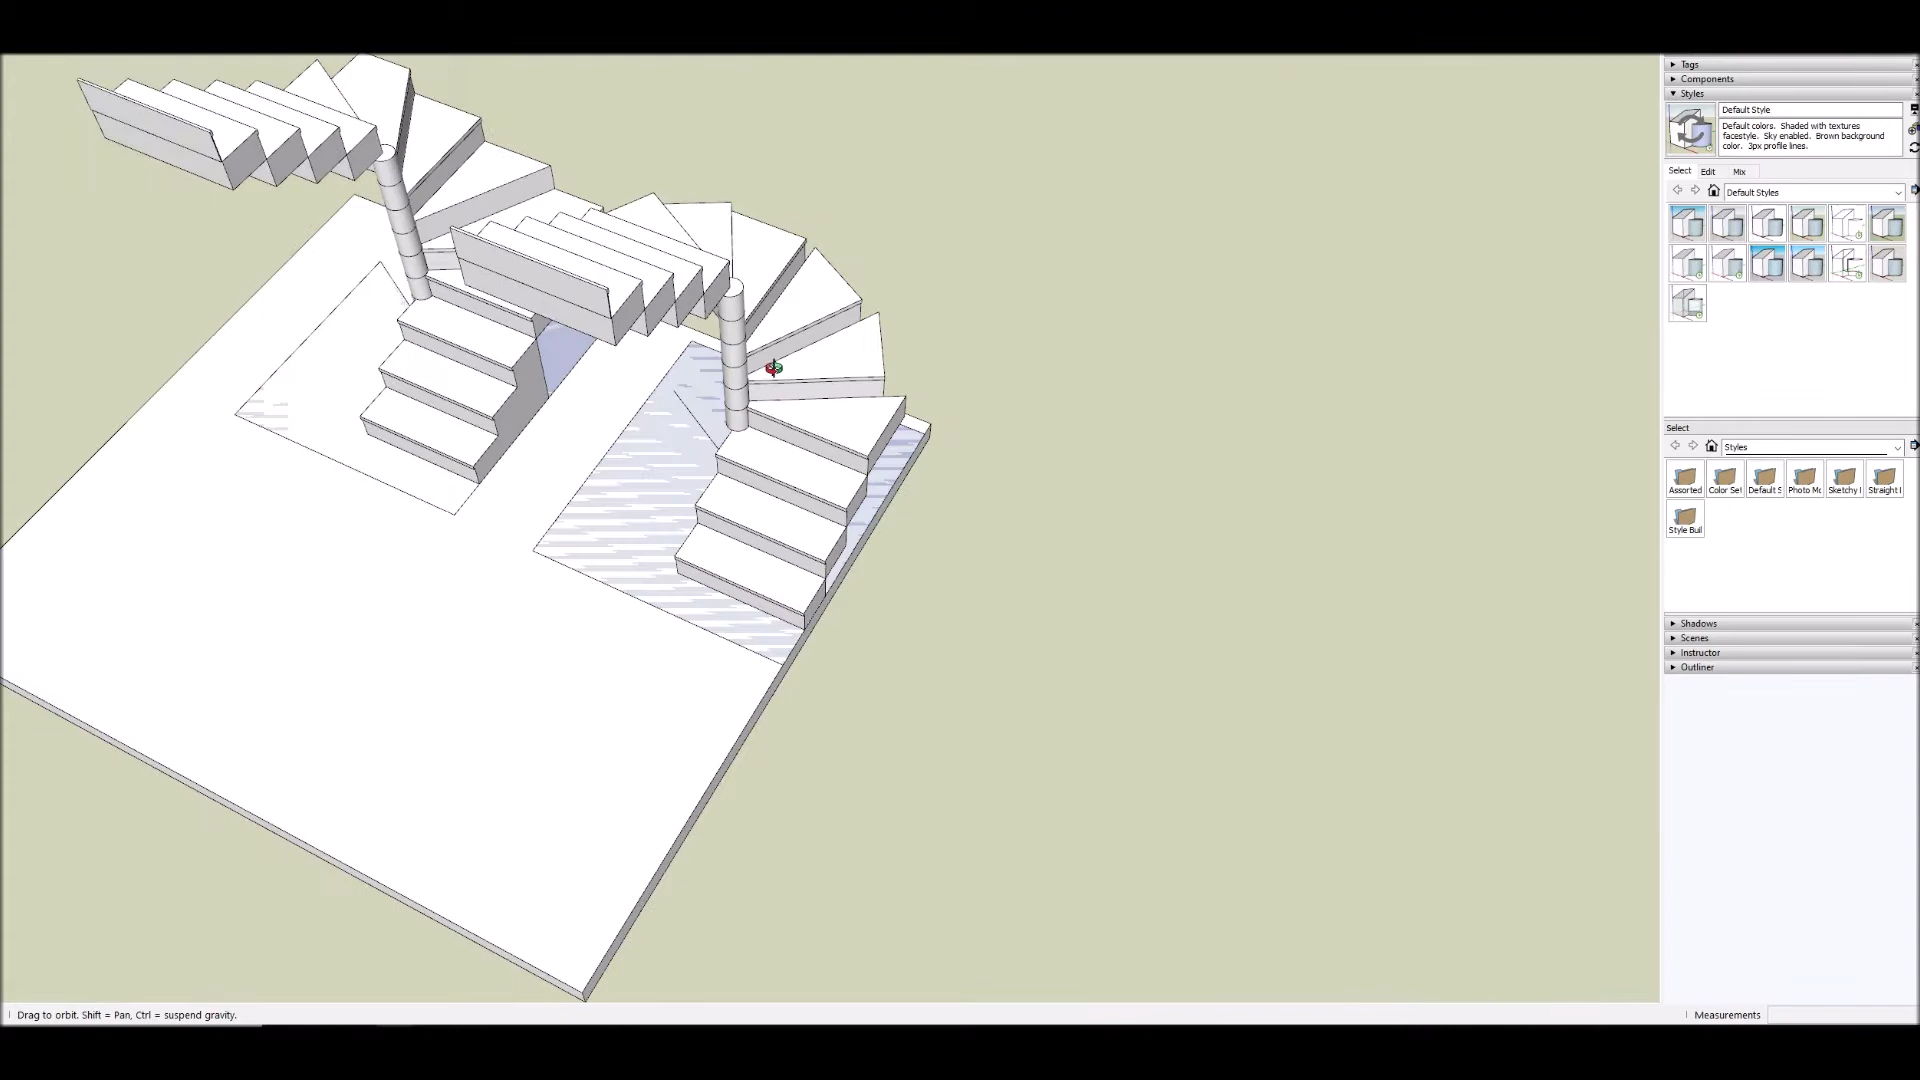 Tags
Components
Styles
Default Style
Default colors. Shaded with textures
facestyle. Sky enabled. Brown background
color. 3px profile lines.
Select Edit Mix
Default Styles
Select
Styles
Assorted Color Se Default S Photo Mo Sketchy Straight
Style Buil
Shadows
Scenes
Instructor
Outliner
Drag to orbit. Shift = Pan, Ctrl = suspend gravity.
Measurements